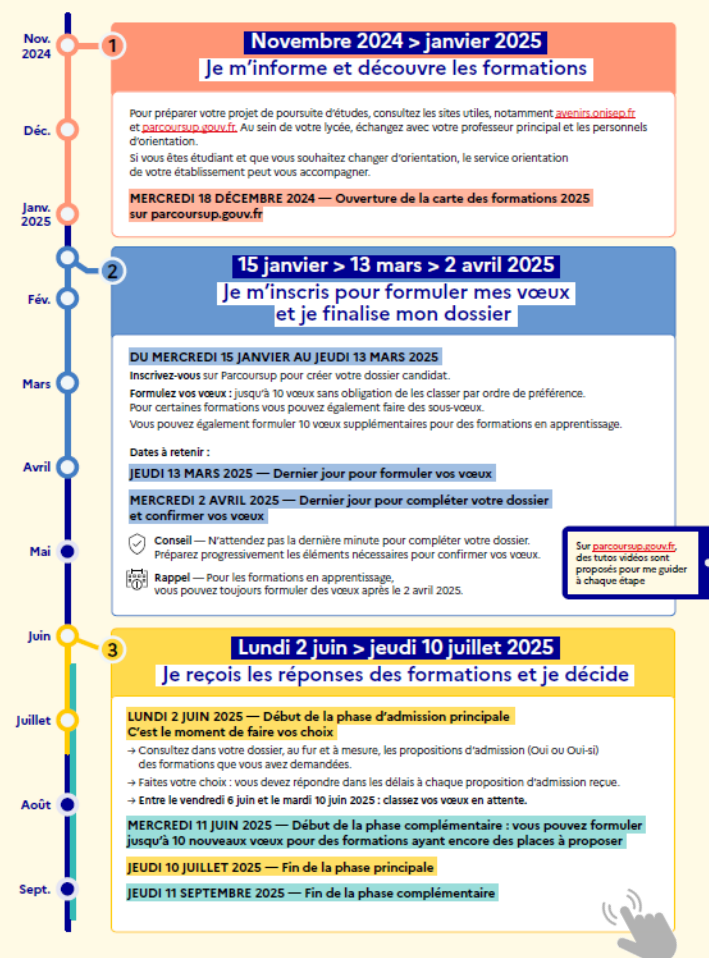 Nov.
2024
1
Novembre 2024 > janvier 2025
Je m'informe et découvre les formations
Pour préparer votre projet de poursuite d'études, consultez les sites utiles, notamment avenirs.onisep.fr
et parcoursup.gouv.fr. Au sein de votre lycée, échangez avec votre professeur principal et les personnels
d'orientation.
Si vous êtes étudiant et que vous souhaitez changer d'orientation, le service orientation
de votre établissement peut vous accompagner.
MERCREDI 18 DÉCEMBRE 2024 — Ouverture de la carte des formations 2025
sur parcoursup.gouv.fr
Déc.
Janv.
2025
2
15 janvier > 13 mars > 2 avril 2025
Je m'inscris pour formuler mes vœux
et je finalise mon dossier
Fév.
DU MERCREDI 15 JANVIER AU JEUDI 13 MARS 2025
Inscrivez-vous sur Parcoursup pour créer votre dossier candidat.
Formulez vos vœux : jusqu'à 10 vœux sans obligation de les classer par ordre de préférence.
Pour certaines formations vous pouvez également faire des sous-vœux.
Vous pouvez également formuler 10 vœux supplémentaires pour des formations en apprentissage.
Mars
Dates à retenir :
JEUDI 13 MARS 2025 — Dernier jour pour formuler vos vœux
MERCREDI 2 AVRIL 2025 — Dernier jour pour compléter votre dossier
et confirmer vos vœux
Avril
Conseil — N'attendez pas la dernière minute pour compléter votre dossier.
Préparez progressivement les éléments nécessaires pour confirmer vos vœux.
Rappel — Pour les formations en apprentissage,
vous pouvez toujours formuler des vœux après le 2 avril 2025.
Mai
Sur parcoursup.gouv.fr,
des tutos vidéos sont
proposés pour me guider
à chaque étape
Juin
3
Lundi 2 juin > jeudi 10 juillet 2025
Je reçois les réponses des formations et je décide
LUNDI 2 JUIN 2025 — Début de la phase d'admission principale
C'est le moment de faire vos choix
→ Consultez dans votre dossier, au fur et à mesure, les propositions d'admission (Oui ou Oui-si)
des formations que vous avez demandées.
→ Faites votre choix : vous devez répondre dans les délais à chaque proposition d'admission reçue.
→ Entre le vendredi 6 juin et le mardi 10 juin 2025 : classez vos vœux en attente.
Juillet
MERCREDI 11 JUIN 2025 — Début de la phase complémentaire : vous pouvez formuler
jusqu'à 10 nouveaux vœux pour des formations ayant encore des places à proposer
Août
JEUDI 10 JUILLET 2025 — Fin de la phase principale
JEUDI 11 SEPTEMBRE 2025 — Fin de la phase complémentaire
Sept.